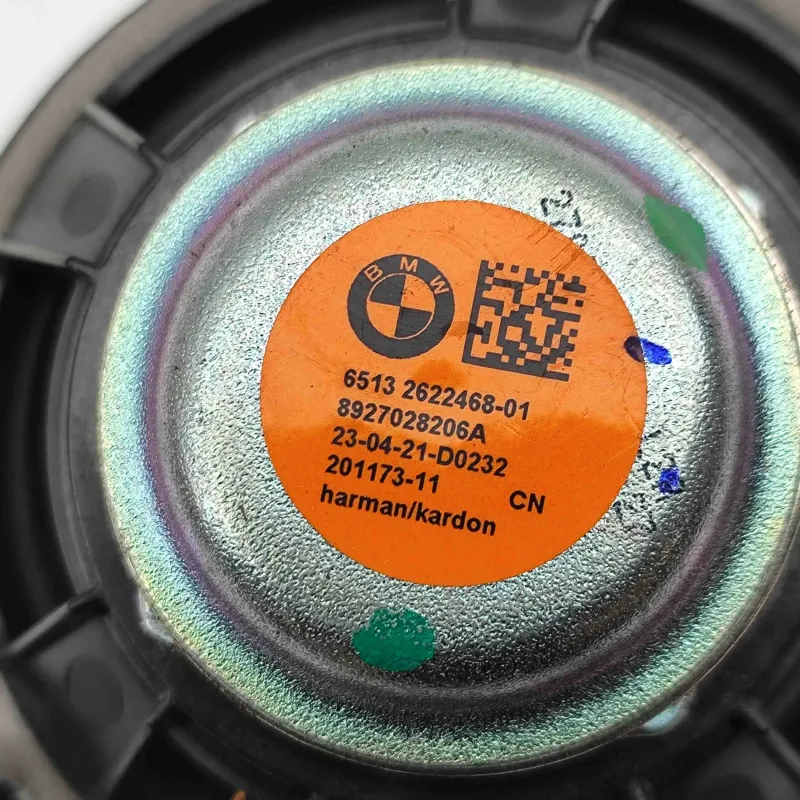 BMW
6513 2622468-01
8927028206A
23-04-21-D0232
201173-11 CN
harman/kardon